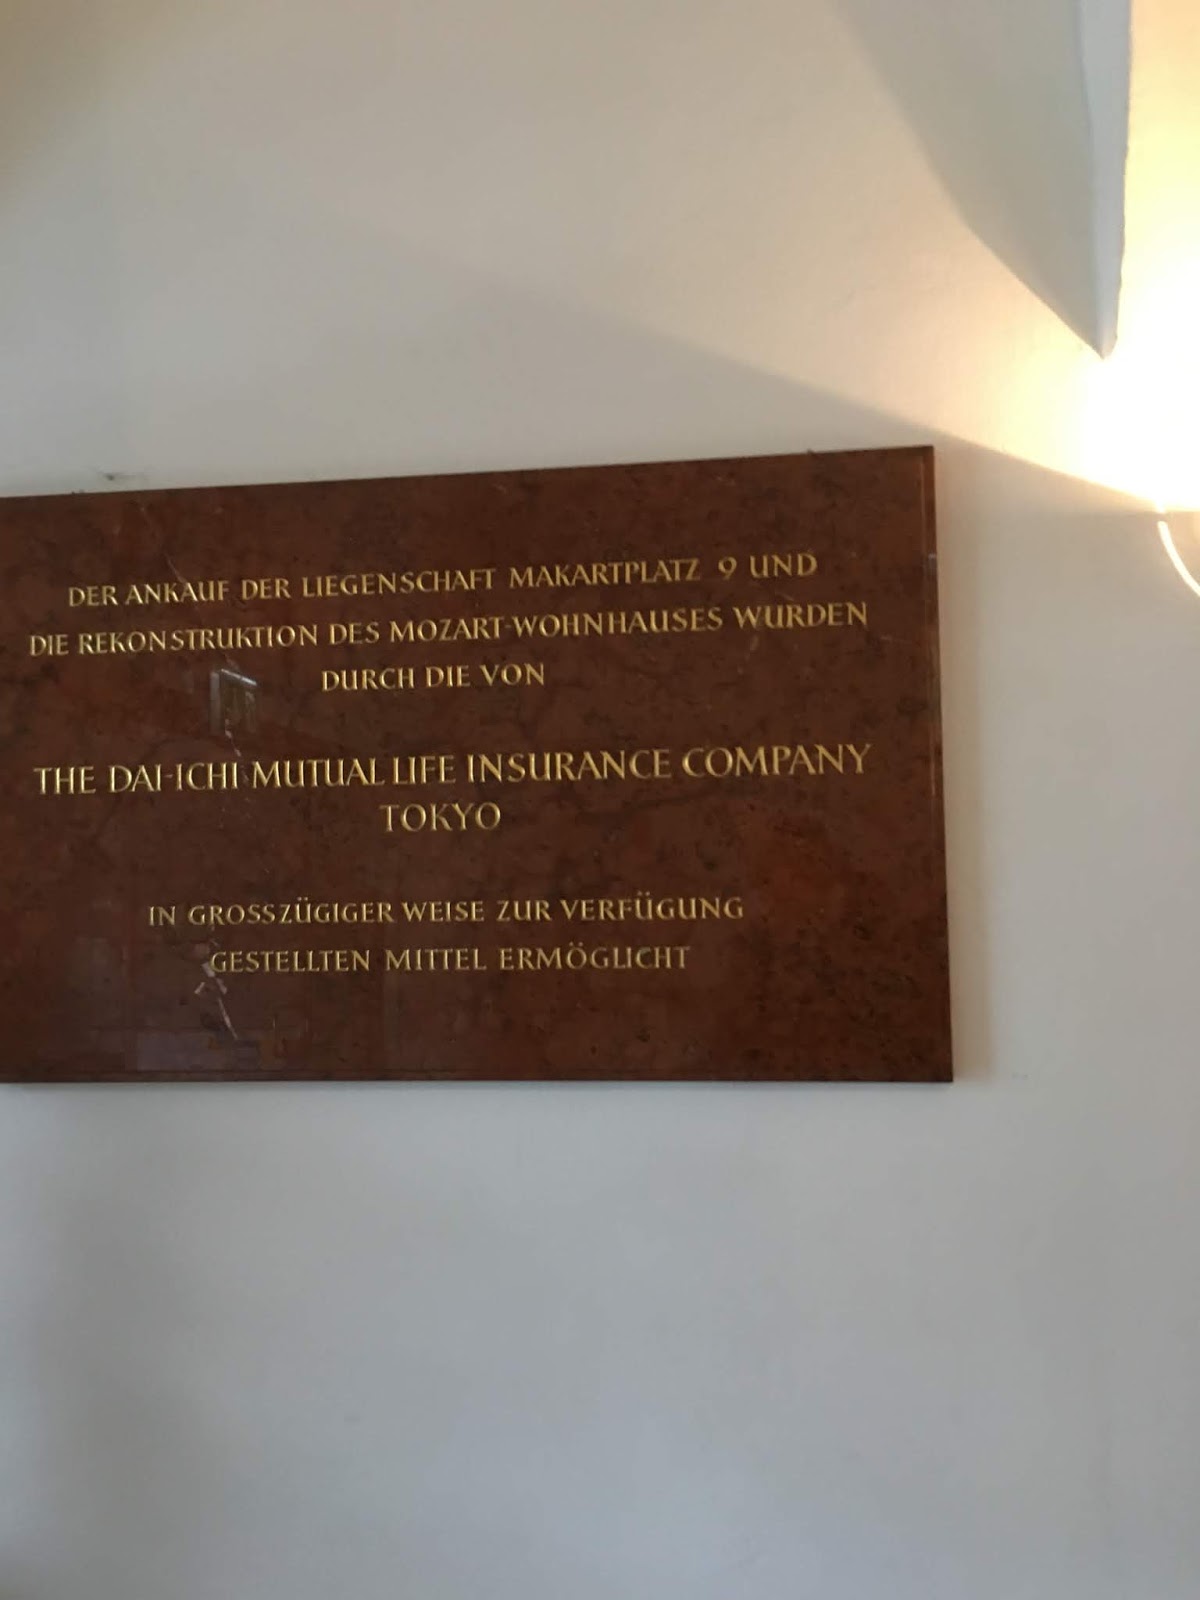 DER ANKAUF DER LIEGENSCHAFT MAKARTPLATZ 9 UND
DIE REKONSTRUKTION DES MOZART-WOHNHAUSES WURDEN
DURCH DIE VON
THE DAI-ICHI MUTUAL LIFE INSURANCE COMPANY
TOKYO
IN GROSSZÜGIGER WEISE ZUR VERFÜGUNG
GESTELLTEN MITTEL ERMÖGLICHT